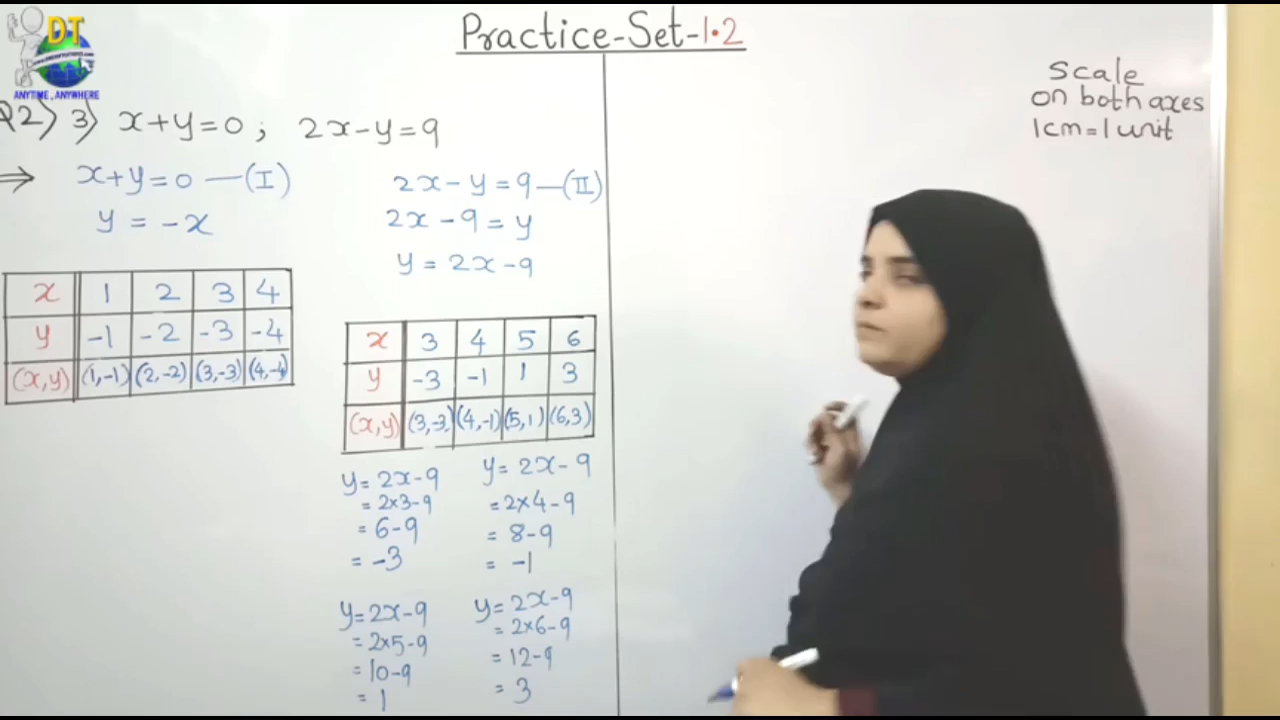 DT
ANYTIME, ANYWHERE
Practice-Set-1.2
Scale
on both axes
1cm = 1 unit
Q2) 3) x+y=0 ; 2x-y=9
⇒ x+y=0 —(I)
y = -x
x 1 2 3 4
y -1 -2 -3 -4
(x,y) (1,-1) (2,-2) (3,-3) (4,-4)
2x-y=9 —(II)
2x-9=y
y=2x-9
x 3 4 5 6
y -3 -1 1 3
(x,y) (3,-3) (4,-1) (5,1) (6,3)
y=2x-9
=2×3-9
=6-9
=-3
y=2x-9
=2×4-9
=8-9
=-1
y=2x-9
=2×5-9
=10-9
=1
y=2x-9
=2×6-9
=12-9
=3